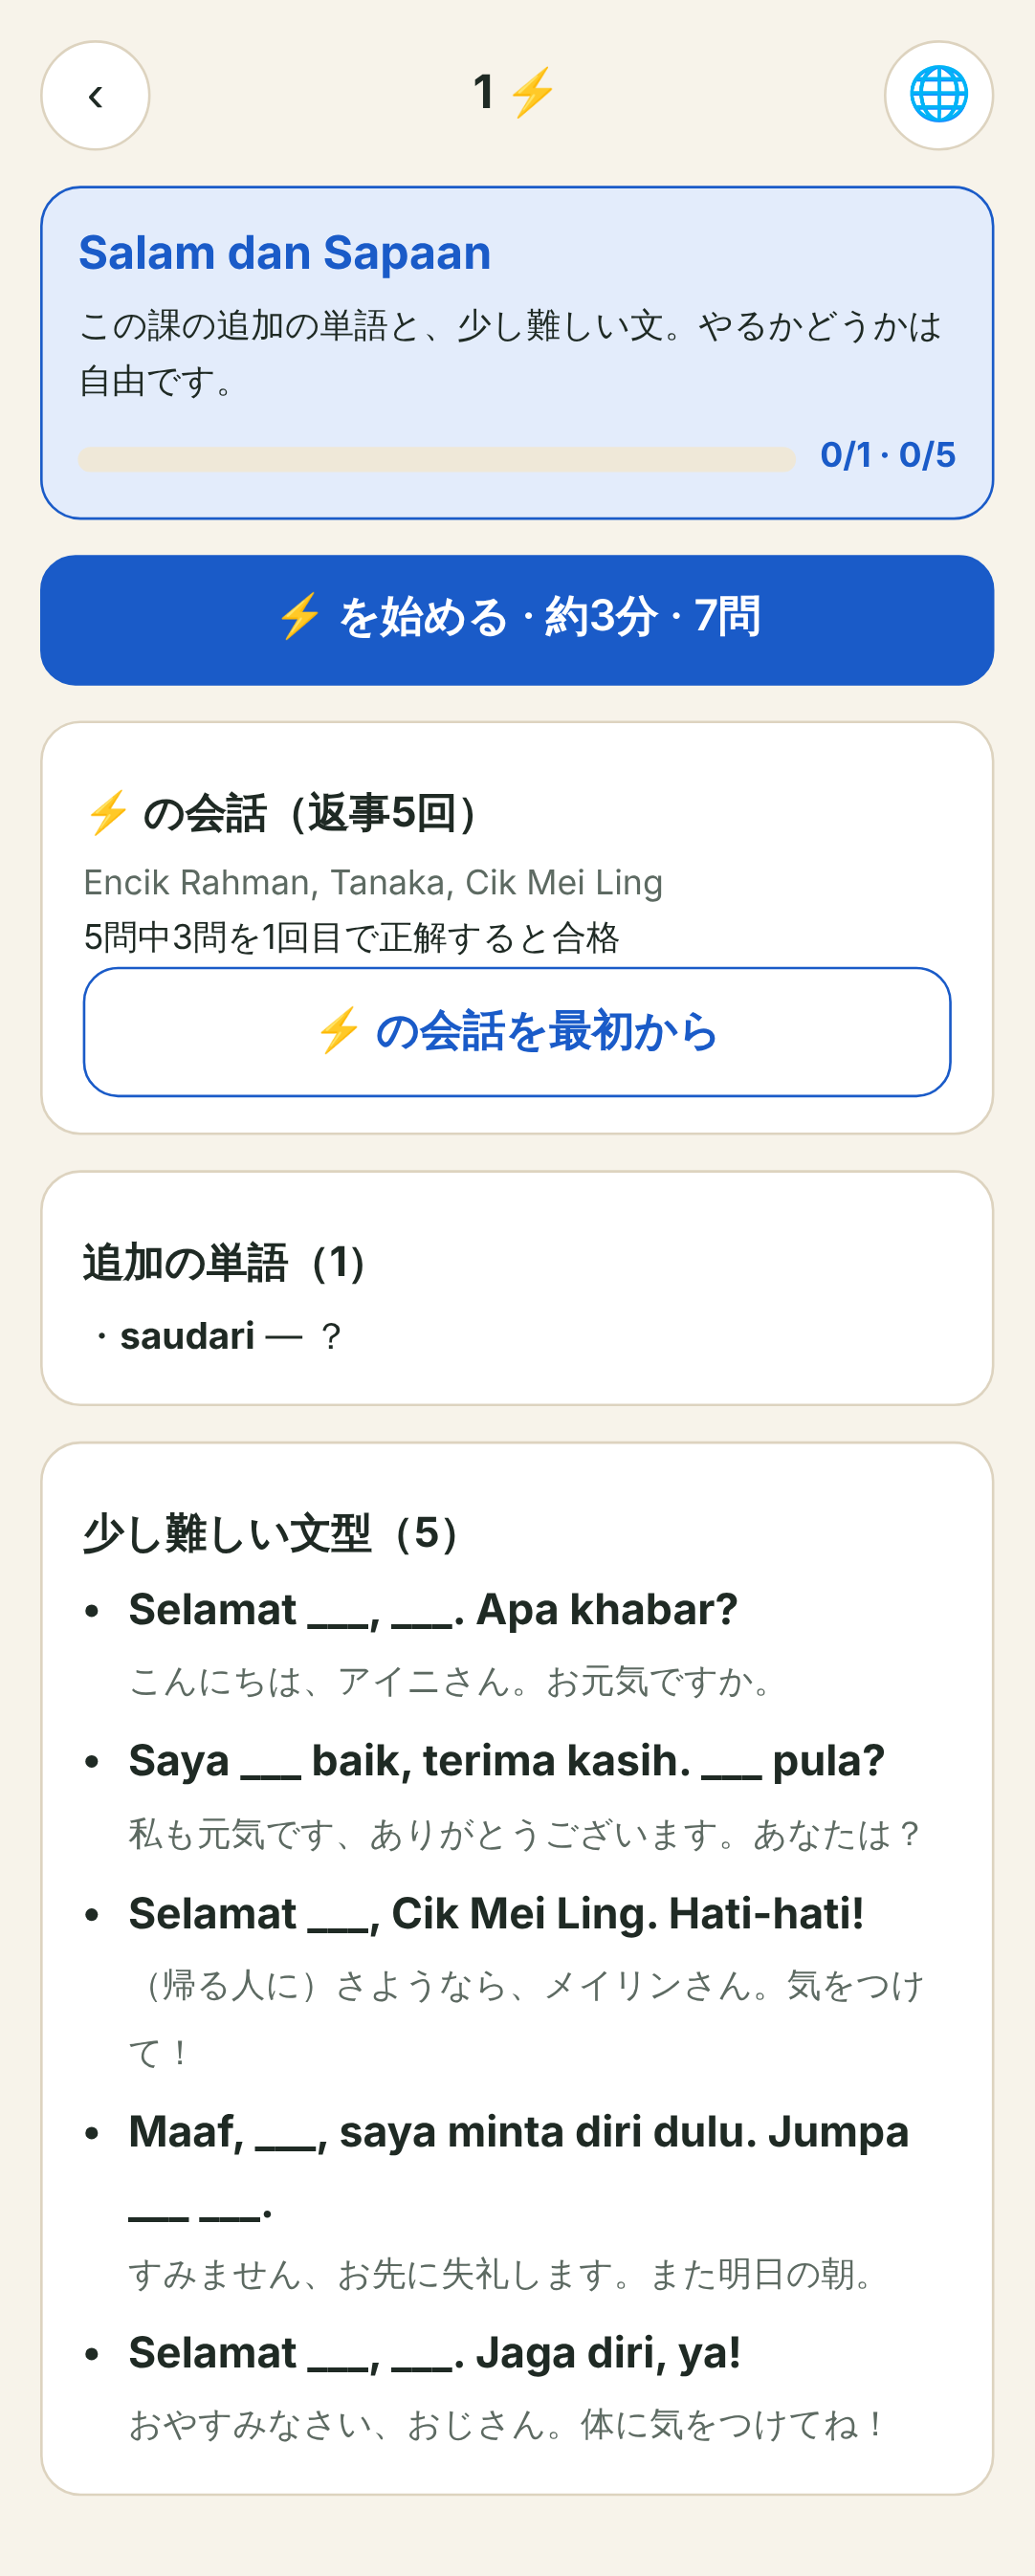 ‹
1 ⚡
🌐
Salam dan Sapaan
この課の追加の単語と、少し難しい文。やるかどうかは
自由です。
0/1 · 0/5
⚡ を始める · 約3分 · 7問
⚡ の会話（返事5回）
Encik Rahman, Tanaka, Cik Mei Ling
5問中3問を1回目で正解すると合格
⚡ の会話を最初から
追加の単語（1）
・saudari — ？
少し難しい文型（5）
• Selamat ___, ___. Apa khabar?
こんにちは、アイニさん。お元気ですか。
• Saya ___ baik, terima kasih. ___ pula?
私も元気です、ありがとうございます。あなたは？
• Selamat ___, Cik Mei Ling. Hati-hati!
（帰る人に）さようなら、メイリンさん。気をつけ
て！
• Maaf, ___, saya minta diri dulu. Jumpa
___ ___.
すみません、お先に失礼します。また明日の朝。
• Selamat ___, ___. Jaga diri, ya!
おやすみなさい、おじさん。体に気をつけてね！